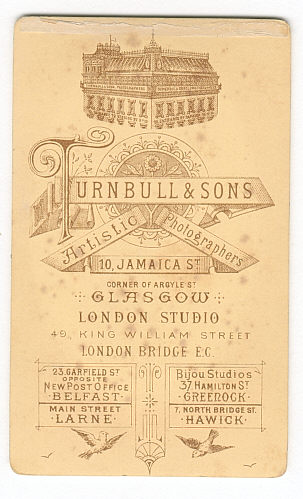 TURNBULL & SONS
Artistic Photographers
10, JAMAICA ST
CORNER OF ARGYLE ST
GLASGOW
LONDON STUDIO
49, KING WILLIAM STREET
LONDON BRIDGE E.C.
23, GARFIELD ST
OPPOSITE
NEW POST OFFICE
BELFAST
MAIN STREET
LARNE
Bijou Studios
37 HAMILTON ST
GREENOCK
7, NORTH BRIDGE ST.
HAWICK